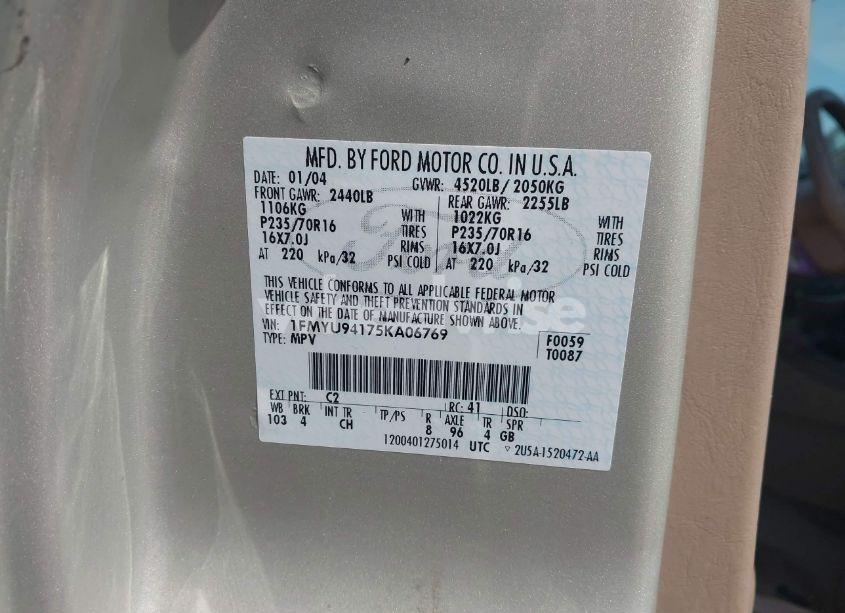 MFD. BY FORD MOTOR CO. IN U.S.A.
DATE: 01/04 GVWR: 4520LB/ 2050KG
FRONT GAWR: 2440LB REAR GAWR: 2255LB
1106KG WITH 1022KG WITH
P235/70R16 TIRES P235/70R16 TIRES
16X7.0J RIMS 16X7.0J RIMS
AT 220 kPa/32 PSI COLD AT 220 kPa/32 PSI COLD
THIS VEHICLE CONFORMS TO ALL APPLICABLE FEDERAL MOTOR
VEHICLE SAFETY AND THEFT PREVENTION STANDARDS IN
EFFECT ON THE DATE OF MANUFACTURE SHOWN ABOVE.
VIN: 1FMYU94175KA06769 F0059
TYPE: MPV T0087
EXT PNT: C2 RC: 41 DSO:
WB BRK INT TR TP/PS R AXLE TR SPR
103 4 CH 8 96 4 GB
1200401275014 UTC ▽ 2U5A-1520472-AA